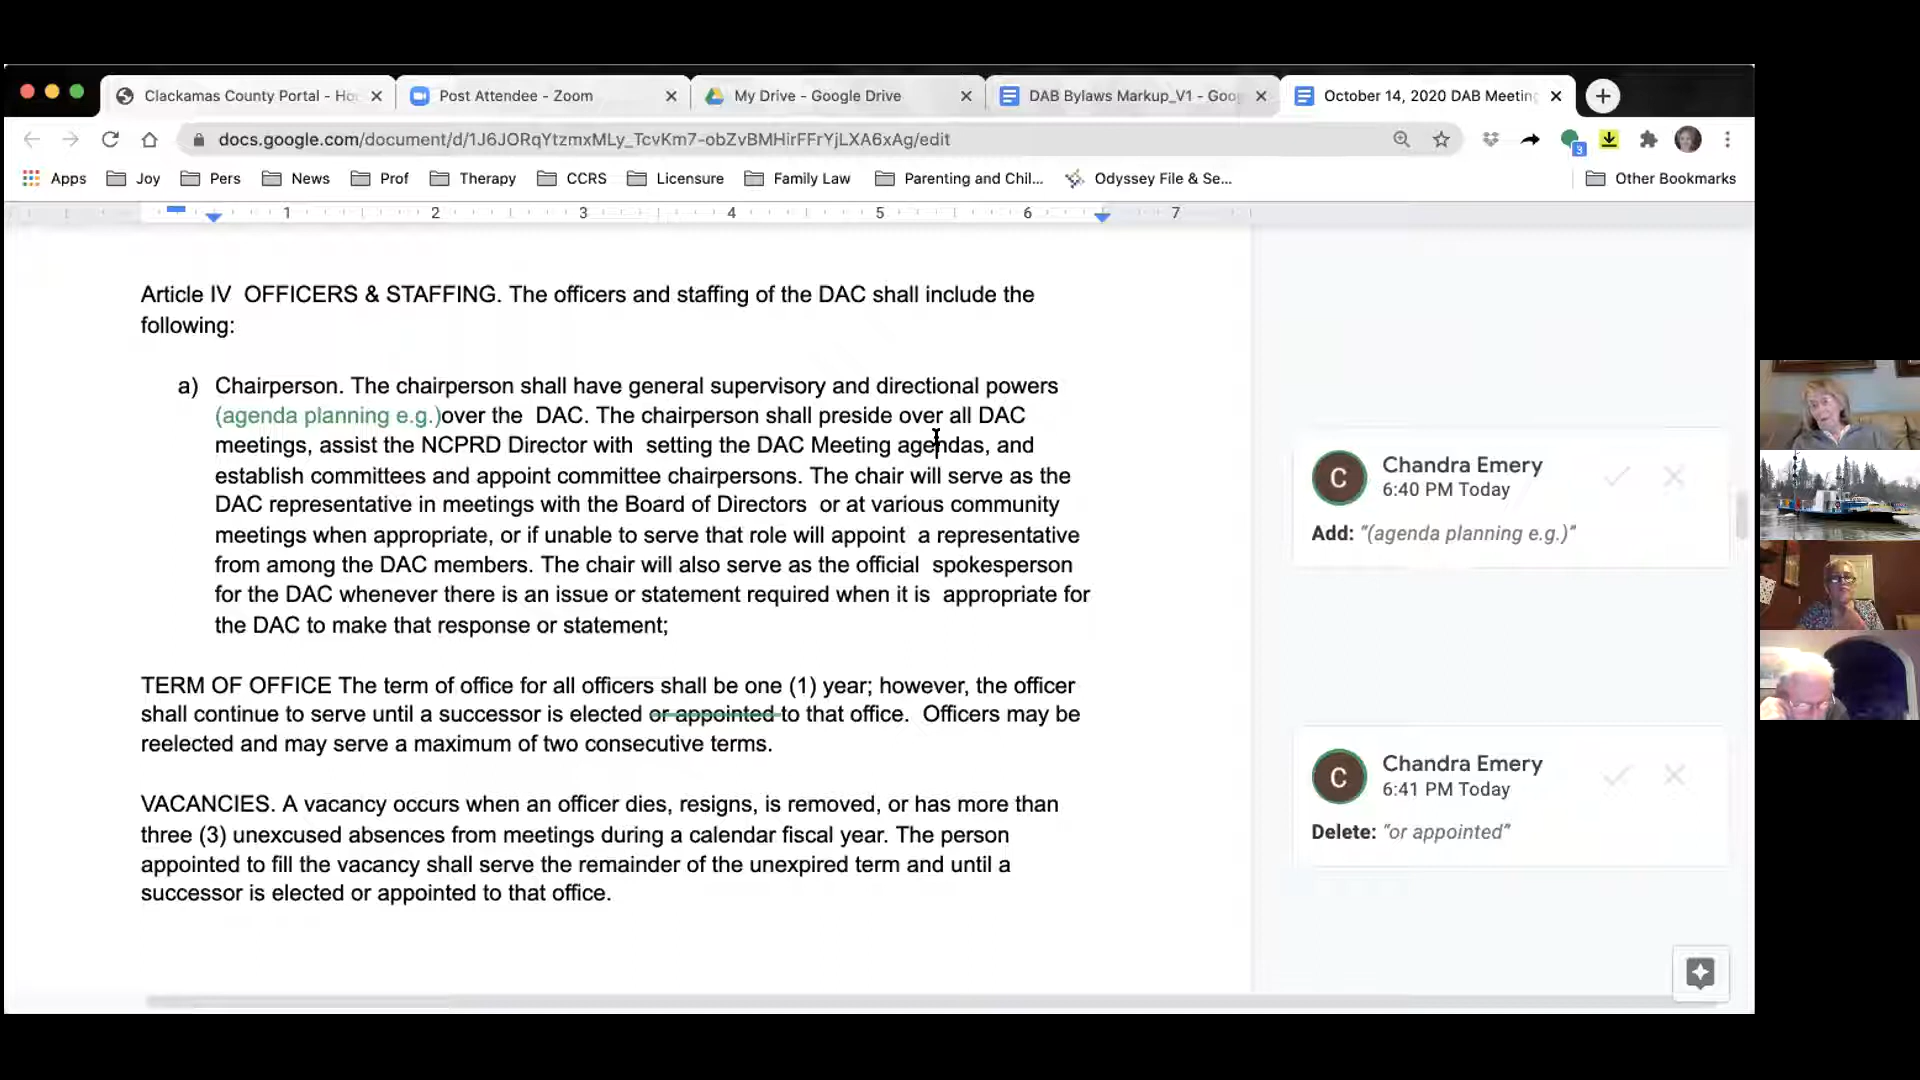 Clackamas County Portal - Ho
Post Attendee - Zoom
My Drive - Google Drive
DAB Bylaws Markup_V1 - Goo
October 14, 2020 DAB Meetin
docs.google.com/document/d/1J6JORqYtzmxMLy_TcvKm7-obZvBMHirFFrYjLXA6xAg/edit
3
Apps
Joy
Pers
News
Prof
Therapy
CCRS
Licensure
Family Law
Parenting and Chil...
Odyssey File & Se...
Other Bookmarks
1 2 3 4 5 6 7
Article IV OFFICERS & STAFFING. The officers and staffing of the DAC shall include the
following:
a) Chairperson. The chairperson shall have general supervisory and directional powers
(agenda planning e.g.)over the DAC. The chairperson shall preside over all DAC
meetings, assist the NCPRD Director with setting the DAC Meeting agendas, and
establish committees and appoint committee chairpersons. The chair will serve as the
DAC representative in meetings with the Board of Directors or at various community
meetings when appropriate, or if unable to serve that role will appoint a representative
from among the DAC members. The chair will also serve as the official spokesperson
for the DAC whenever there is an issue or statement required when it is appropriate for
the DAC to make that response or statement;
TERM OF OFFICE The term of office for all officers shall be one (1) year; however, the officer
shall continue to serve until a successor is elected or appointed to that office. Officers may be
reelected and may serve a maximum of two consecutive terms.
VACANCIES. A vacancy occurs when an officer dies, resigns, is removed, or has more than
three (3) unexcused absences from meetings during a calendar fiscal year. The person
appointed to fill the vacancy shall serve the remainder of the unexpired term and until a
successor is elected or appointed to that office.
C
Chandra Emery
6:40 PM Today
Add: "(agenda planning e.g.)"
C
Chandra Emery
6:41 PM Today
Delete: "or appointed"